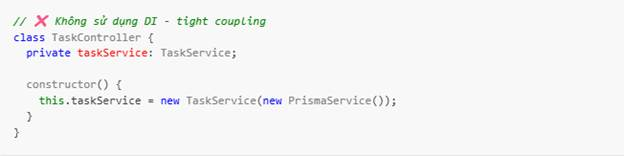 // ❌ Không sử dụng DI - tight coupling
class TaskController {
  private taskService: TaskService;

  constructor() {
    this.taskService = new TaskService(new PrismaService());
  }
}